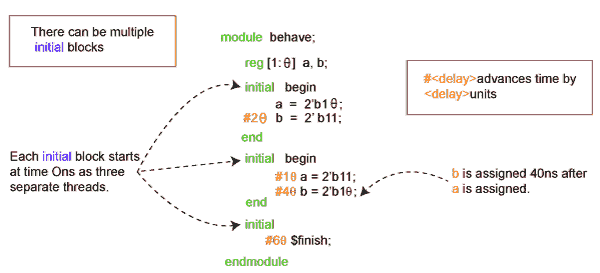 There can be multiple
initial blocks
module behave;
reg [1:0] a, b;
initial begin
a = 2'b10;
#20 b = 2'b11;
end
initial begin
#10 a = 2'b11;
#40 b = 2'b10;
end
initial
#60 $finish;
endmodule
Each initial block starts
at time Ons as three
separate threads.
#<delay>advances time by
<delay>units
b is assigned 40ns after
a is assigned.